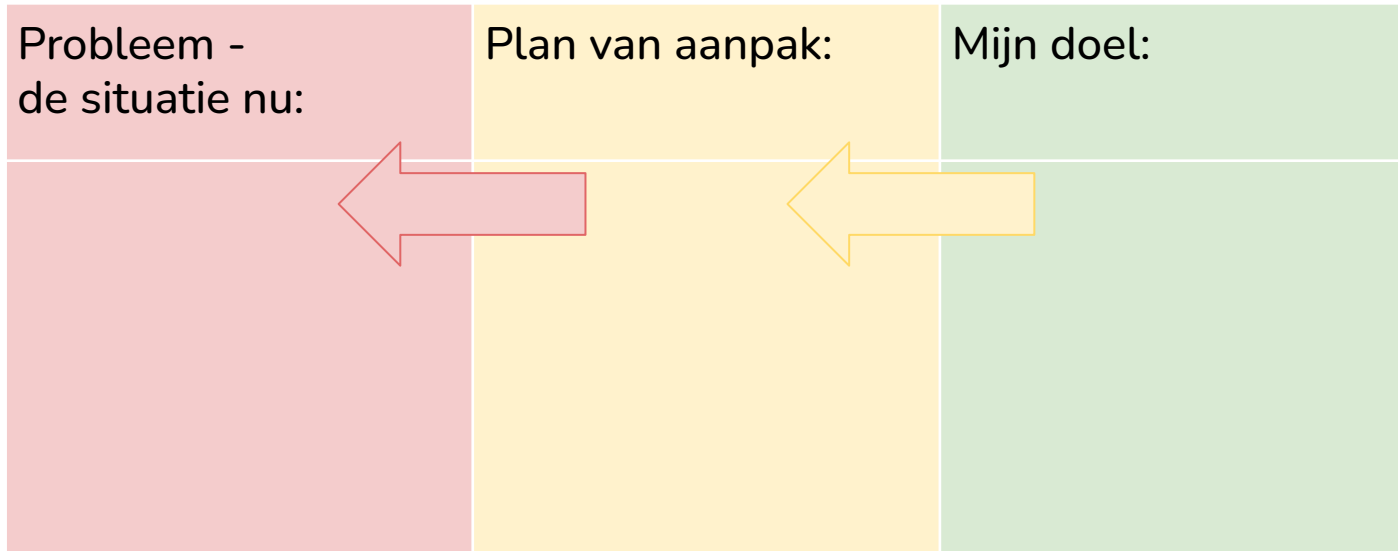 Probleem -
de situatie nu:
Plan van aanpak:
Mijn doel: